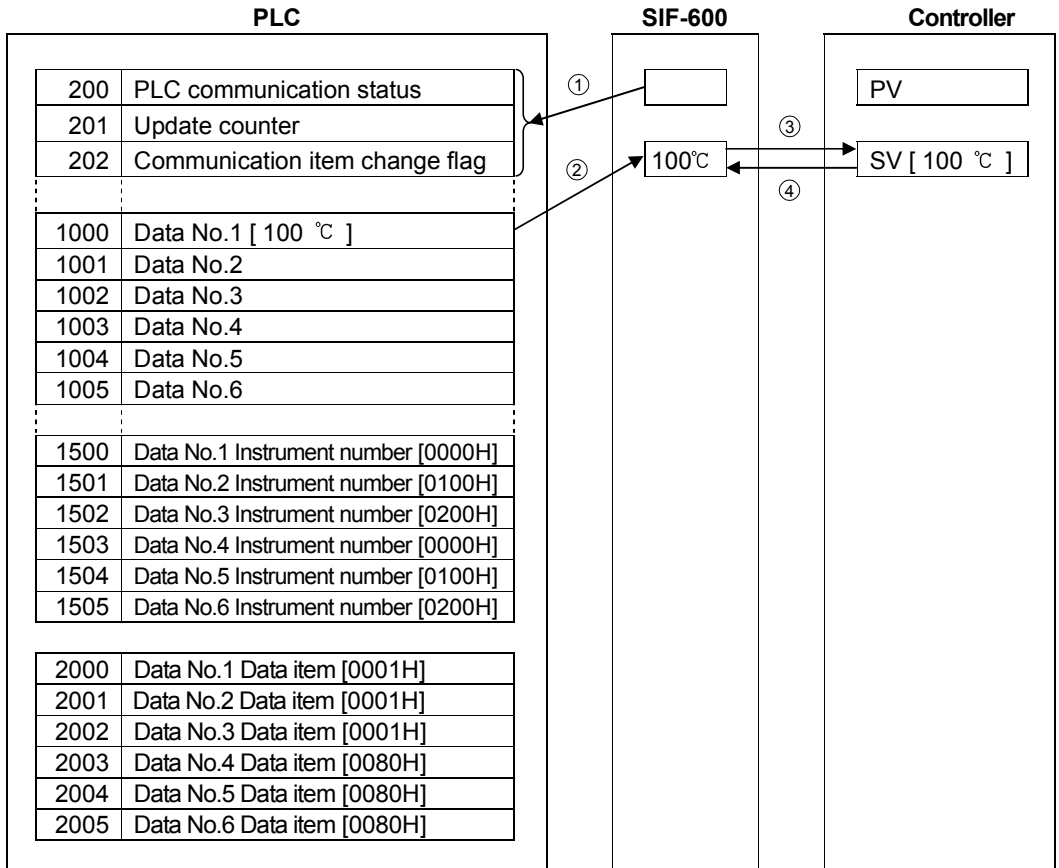 PLC SIF-600 Controller
200 PLC communication status ① PV
201 Update counter ③
202 Communication item change flag ② 100℃ SV [ 100 ℃ ]
④
1000 Data No.1 [ 100 ℃ ]
1001 Data No.2
1002 Data No.3
1003 Data No.4
1004 Data No.5
1005 Data No.6
1500 Data No.1 Instrument number [0000H]
1501 Data No.2 Instrument number [0100H]
1502 Data No.3 Instrument number [0200H]
1503 Data No.4 Instrument number [0000H]
1504 Data No.5 Instrument number [0100H]
1505 Data No.6 Instrument number [0200H]
2000 Data No.1 Data item [0001H]
2001 Data No.2 Data item [0001H]
2002 Data No.3 Data item [0001H]
2003 Data No.4 Data item [0080H]
2004 Data No.5 Data item [0080H]
2005 Data No.6 Data item [0080H]